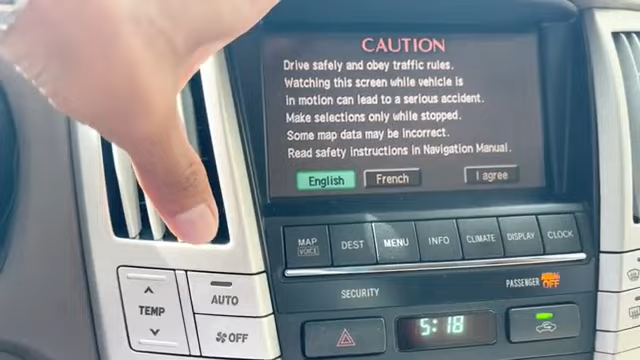 CAUTION
Drive safely and obey traffic rules.
Watching this screen while vehicle is
in motion can lead to a serious accident.
Make selections only while stopped.
Some map data may be incorrect.
Read safety instructions in Navigation Manual.
English French I agree
MAP VOICE DEST MENU INFO CLIMATE DISPLAY CLOCK
SECURITY PASSENGER OFF
TEMP AUTO
OFF
5:18